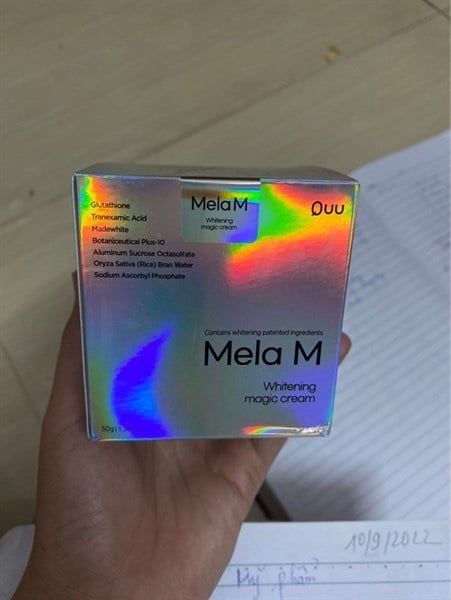 Glutathione
Tranexamic Acid
Madewhite
Botaniceutical Plus-10
Aluminum Sucrose Octasulfate
Oryza Sativa (Rice) Bran Water
Sodium Ascorbyl Phosphate
Mela M
Whitening
magic cream
Quu
Contains whitening patented ingredients
Mela M
Whitening
magic cream
50g
10/9/2022
Mỹ phẩm